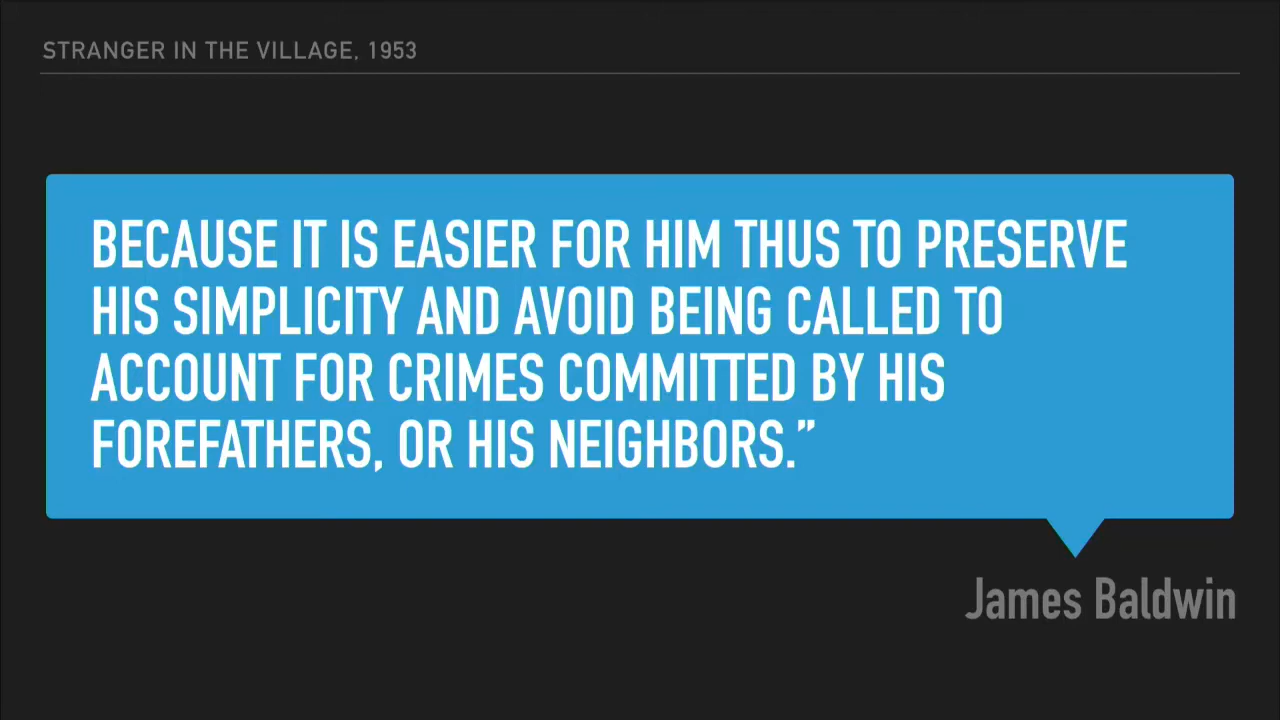 STRANGER IN THE VILLAGE, 1953
BECAUSE IT IS EASIER FOR HIM THUS TO PRESERVE
HIS SIMPLICITY AND AVOID BEING CALLED TO
ACCOUNT FOR CRIMES COMMITTED BY HIS
FOREFATHERS, OR HIS NEIGHBORS.”
James Baldwin